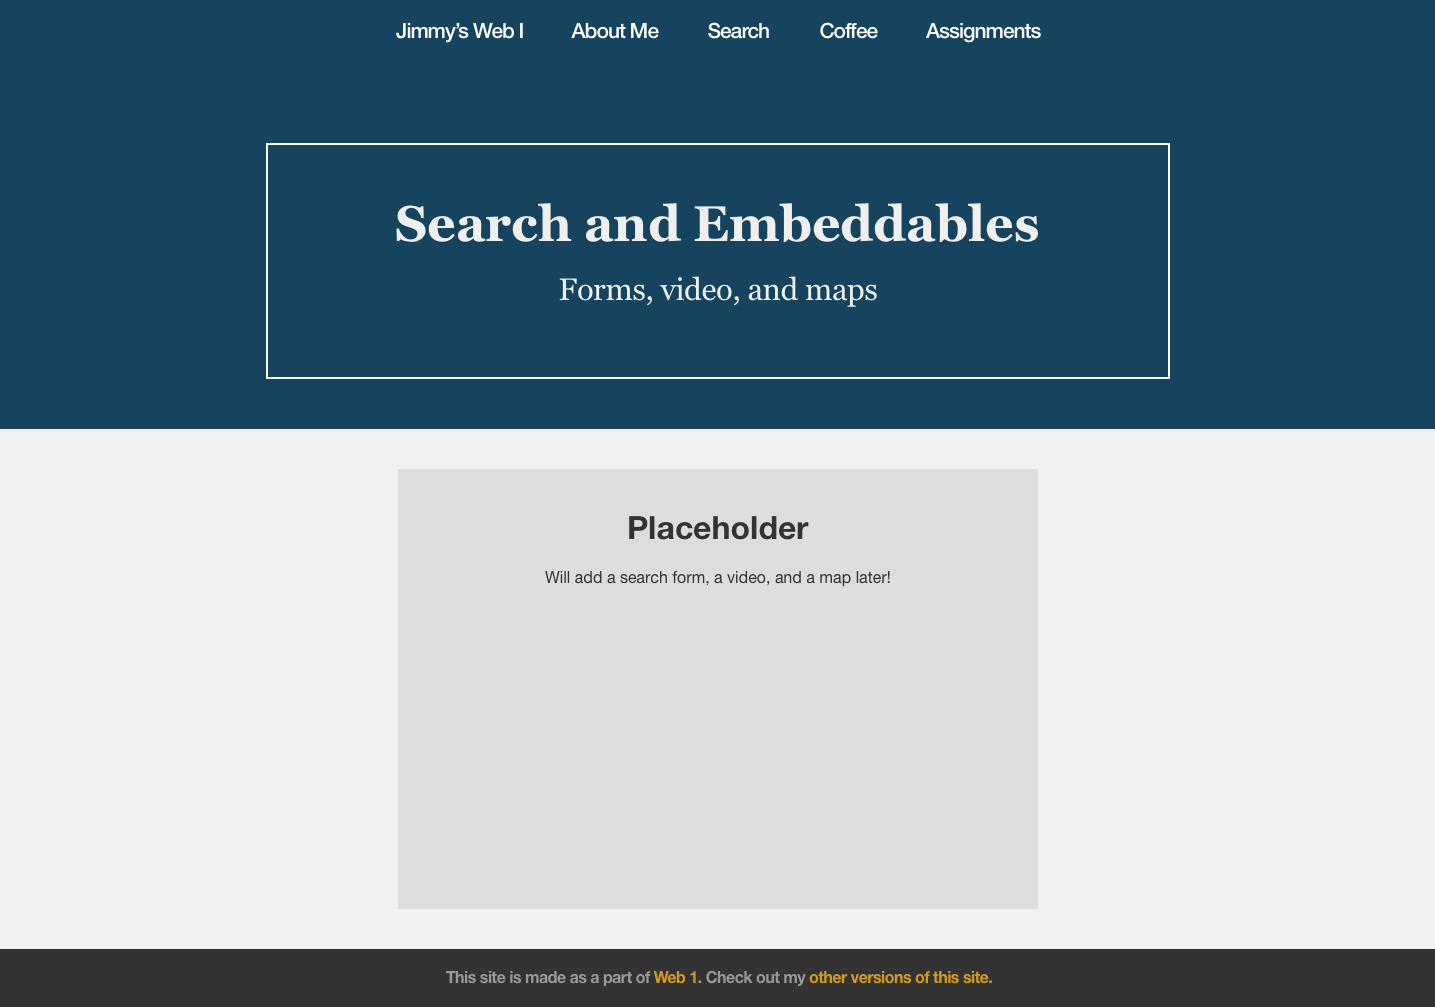 Jimmy’s Web I About Me Search Coffee Assignments
Search and Embeddables
Forms, video, and maps
Placeholder
Will add a search form, a video, and a map later!
This site is made as a part of Web 1. Check out my other versions of this site.